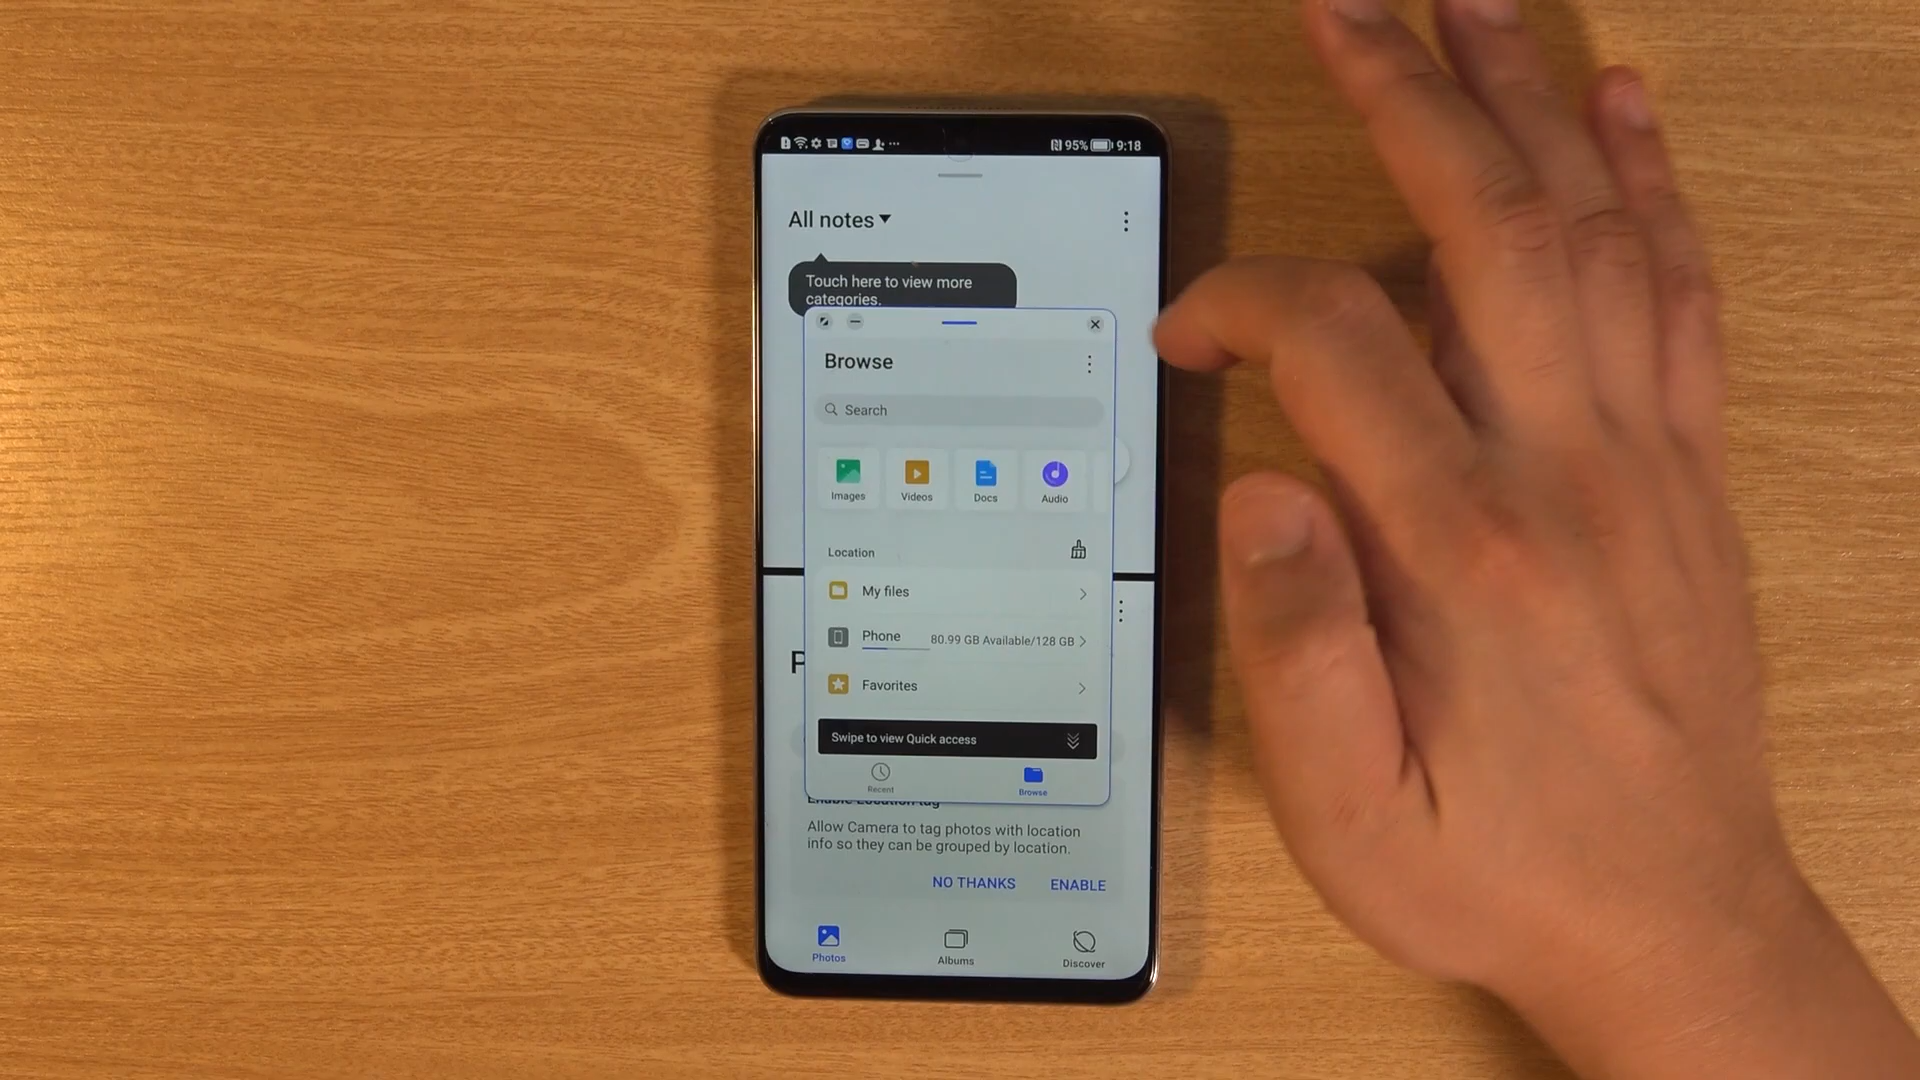 95% 9:18
All notes
Touch here to view more
categories.
Browse
Search
Images
Videos
Docs
Audio
Location
My files
Phone 80.99 GB Available/128 GB
Favorites
Swipe to view Quick access
Recent
Browse
Enable Location tag
Allow Camera to tag photos with location
info so they can be grouped by location.
NO THANKS
ENABLE
Photos
Albums
Discover